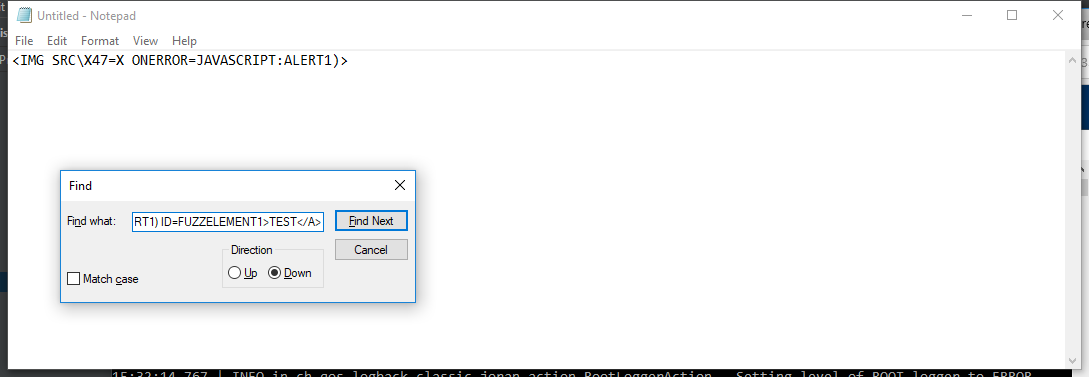 Untitled - Notepad
File Edit Format View Help
<IMG SRC\X47=X ONERROR=JAVASCRIPT:ALERT1)>
Find
Find what: RT1) ID=FUZZELEMENT1>TEST</A> Find Next
Direction Cancel
Up Down
Match case
15:32:14,767 | INFO in ch.qos.logback.classic.joran.action.RootLoggerAction - Setting level of ROOT logger to ERROR